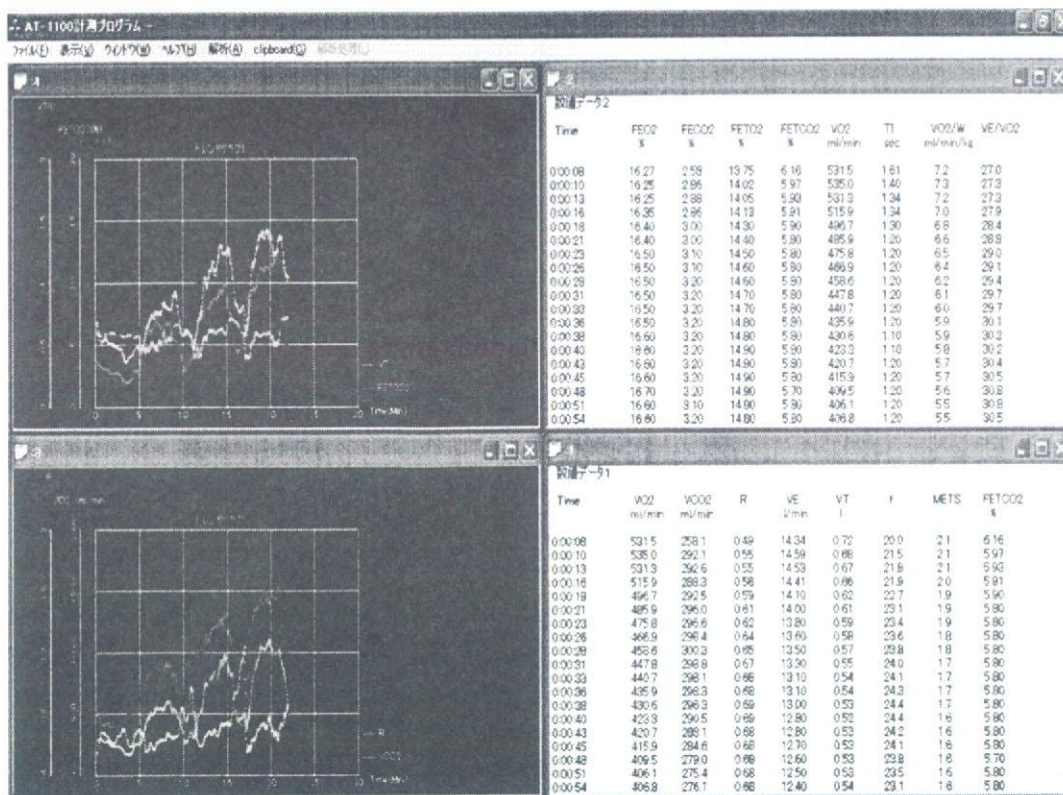 AT-1100計測プログラム -
ファイル(F) 表示(V) ウインドウ(W) ヘルプ(H) 解析(A) clipboard(C)
数値データ2
Time FEO2 FECO2 FETO2 FETCO2 VO2 TI VO2/W VE/VO2
% % % % ml/min sec ml/min/kg
0:00:08 16.27 2.58 13.75 6.16 531.5 1.61 7.2 27.0
0:00:10 16.25 2.86 14.02 5.97 535.0 1.40 7.3 27.3
0:00:13 16.25 2.88 14.05 5.93 531.3 1.34 7.2 27.3
0:00:16 16.35 2.86 14.13 5.91 515.9 1.34 7.0 27.9
0:00:18 16.40 3.00 14.30 5.90 496.7 1.30 6.8 28.4
0:00:21 16.40 3.00 14.40 5.80 485.9 1.20 6.6 28.8
0:00:23 16.50 3.10 14.50 5.80 475.8 1.20 6.5 29.0
0:00:26 16.50 3.10 14.60 5.80 466.9 1.20 6.4 29.1
0:00:28 16.50 3.20 14.60 5.80 458.6 1.20 6.2 29.4
0:00:31 16.50 3.20 14.70 5.80 447.8 1.20 6.1 29.7
0:00:33 16.50 3.20 14.70 5.80 440.7 1.20 6.0 29.7
0:00:36 16.50 3.20 14.80 5.80 435.9 1.20 5.9 30.1
0:00:38 16.60 3.20 14.80 5.80 430.6 1.10 5.9 30.2
0:00:40 16.60 3.20 14.90 5.80 423.3 1.10 5.8 30.2
0:00:43 16.60 3.20 14.90 5.80 420.7 1.20 5.7 30.4
0:00:45 16.60 3.20 14.90 5.80 415.9 1.20 5.7 30.5
0:00:48 16.70 3.20 14.90 5.70 409.5 1.20 5.6 30.8
0:00:51 16.60 3.10 14.90 5.80 406.1 1.20 5.5 30.8
0:00:54 16.60 3.20 14.80 5.80 406.8 1.20 5.5 30.5
Time(Min)
数値データ1
Time VO2 VCO2 R VE VT f METS FETCO2
ml/min ml/min l/min l %
0:00:08 531.5 258.1 0.49 14.34 0.72 20.0 2.1 6.16
0:00:10 535.0 292.1 0.55 14.59 0.68 21.5 2.1 5.97
0:00:13 531.3 292.6 0.55 14.53 0.67 21.8 2.1 5.93
0:00:16 515.9 288.3 0.56 14.41 0.66 21.9 2.0 5.91
0:00:18 496.7 292.5 0.59 14.10 0.62 22.7 1.9 5.90
0:00:21 485.9 296.0 0.61 14.00 0.61 23.1 1.9 5.80
0:00:23 475.8 296.6 0.62 13.80 0.59 23.4 1.9 5.80
0:00:26 466.9 298.4 0.64 13.60 0.58 23.6 1.8 5.80
0:00:28 458.6 300.3 0.65 13.50 0.57 23.8 1.8 5.80
0:00:31 447.8 298.8 0.67 13.30 0.55 24.0 1.7 5.80
0:00:33 440.7 298.1 0.68 13.10 0.54 24.1 1.7 5.80
0:00:36 435.9 296.3 0.68 13.10 0.54 24.3 1.7 5.80
0:00:38 430.6 296.3 0.69 13.00 0.53 24.4 1.7 5.80
0:00:40 423.3 290.5 0.69 12.80 0.52 24.4 1.6 5.80
0:00:43 420.7 288.1 0.68 12.80 0.53 24.2 1.6 5.80
0:00:45 415.9 284.6 0.68 12.70 0.53 24.1 1.6 5.80
0:00:48 409.5 279.0 0.68 12.60 0.53 23.8 1.6 5.70
0:00:51 406.1 275.4 0.68 12.50 0.53 23.5 1.6 5.80
0:00:54 406.8 276.1 0.68 12.40 0.54 23.1 1.6 5.80
Time(Min)